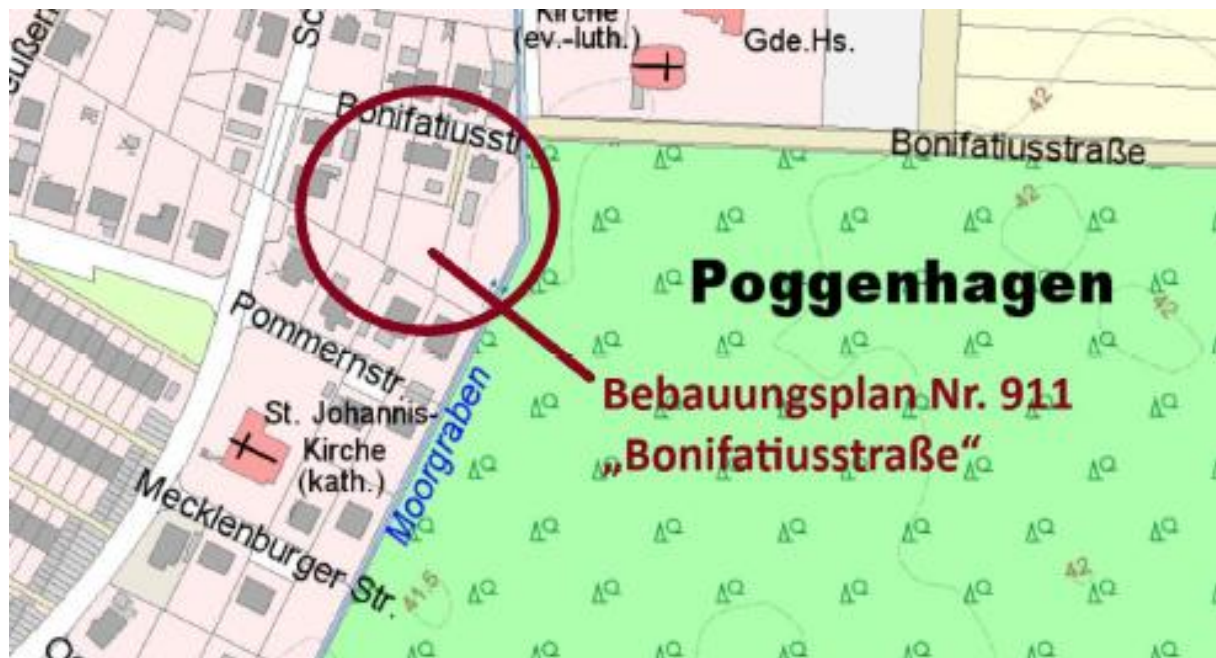 Kirche
(ev.-luth.)
Gde.Hs.
42
Bonifatiusstr
Bonifatiusstraße
42
Poggenhagen
42
Pommernstr.
Bebauungsplan Nr. 911
„Bonifatiusstraße“
St. Johannis-
Kirche
(kath.)
Moorgraben
Mecklenburger Str.
41.5
42